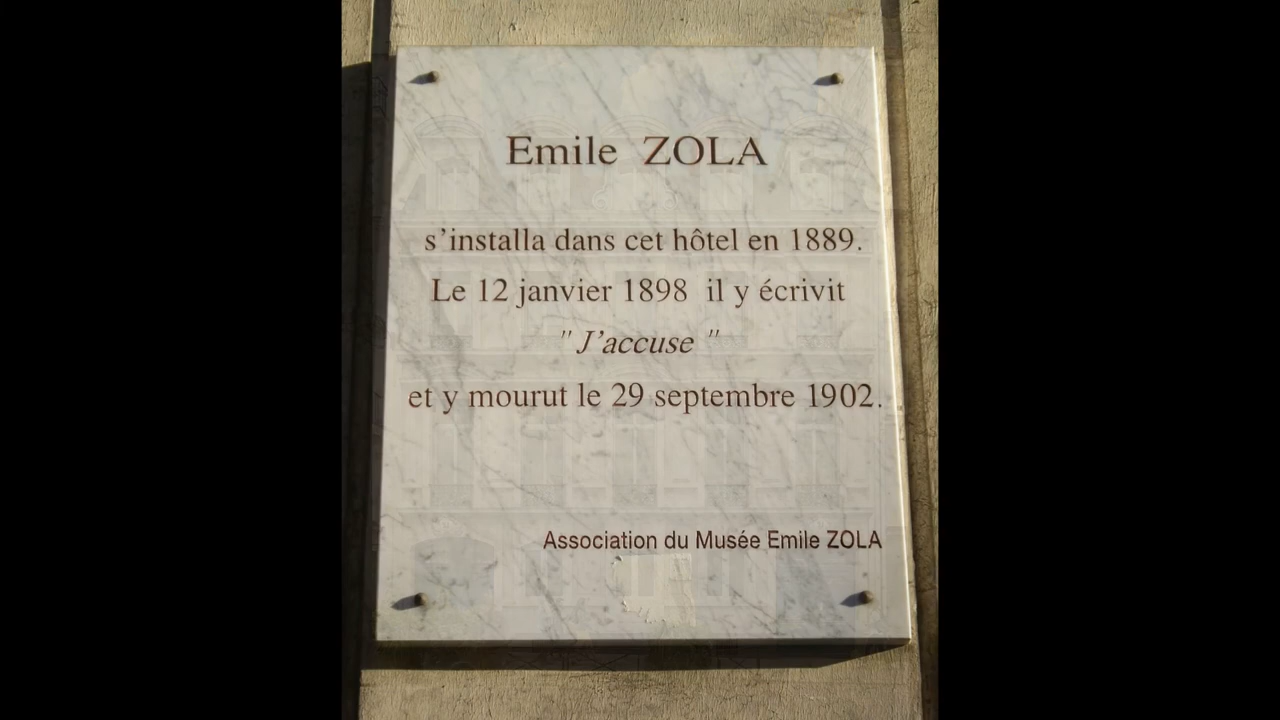 Emile ZOLA
s'installa dans cet hôtel en 1889.
Le 12 janvier 1898 il y écrivit
" J'accuse "
et y mourut le 29 septembre 1902.
Association du Musée Emile ZOLA